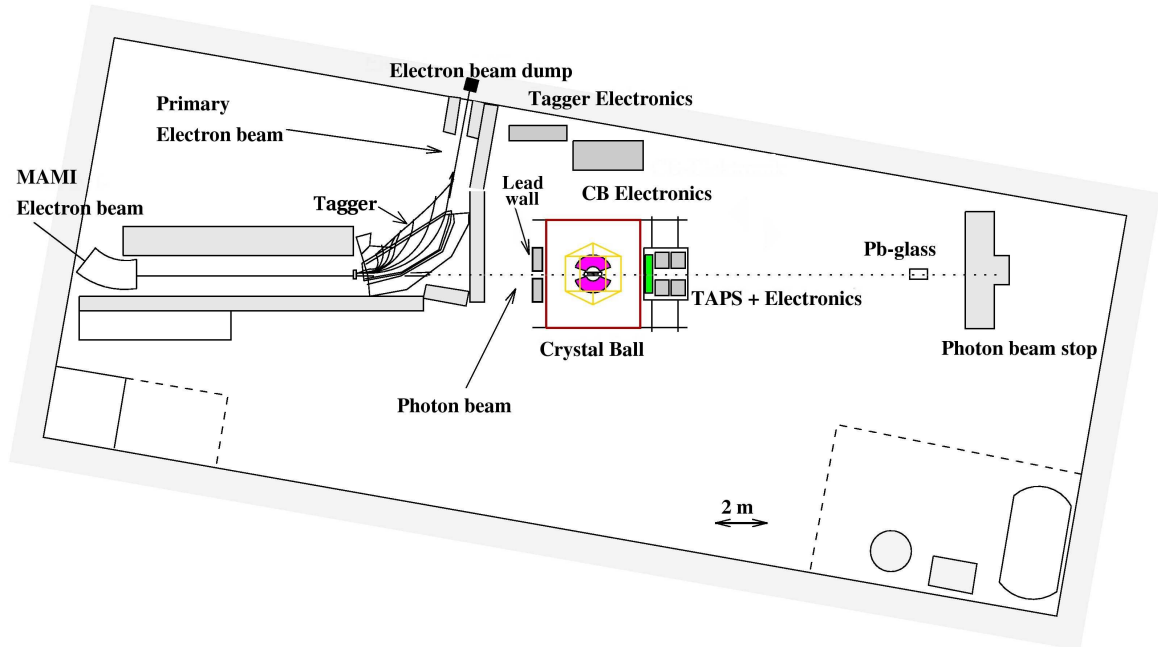 Electron beam dump
Tagger Electronics
Primary
Electron beam
MAMI
Electron beam
Tagger
Lead
wall
CB Electronics
Pb-glass
TAPS + Electronics
Crystal Ball
Photon beam stop
Photon beam
2 m